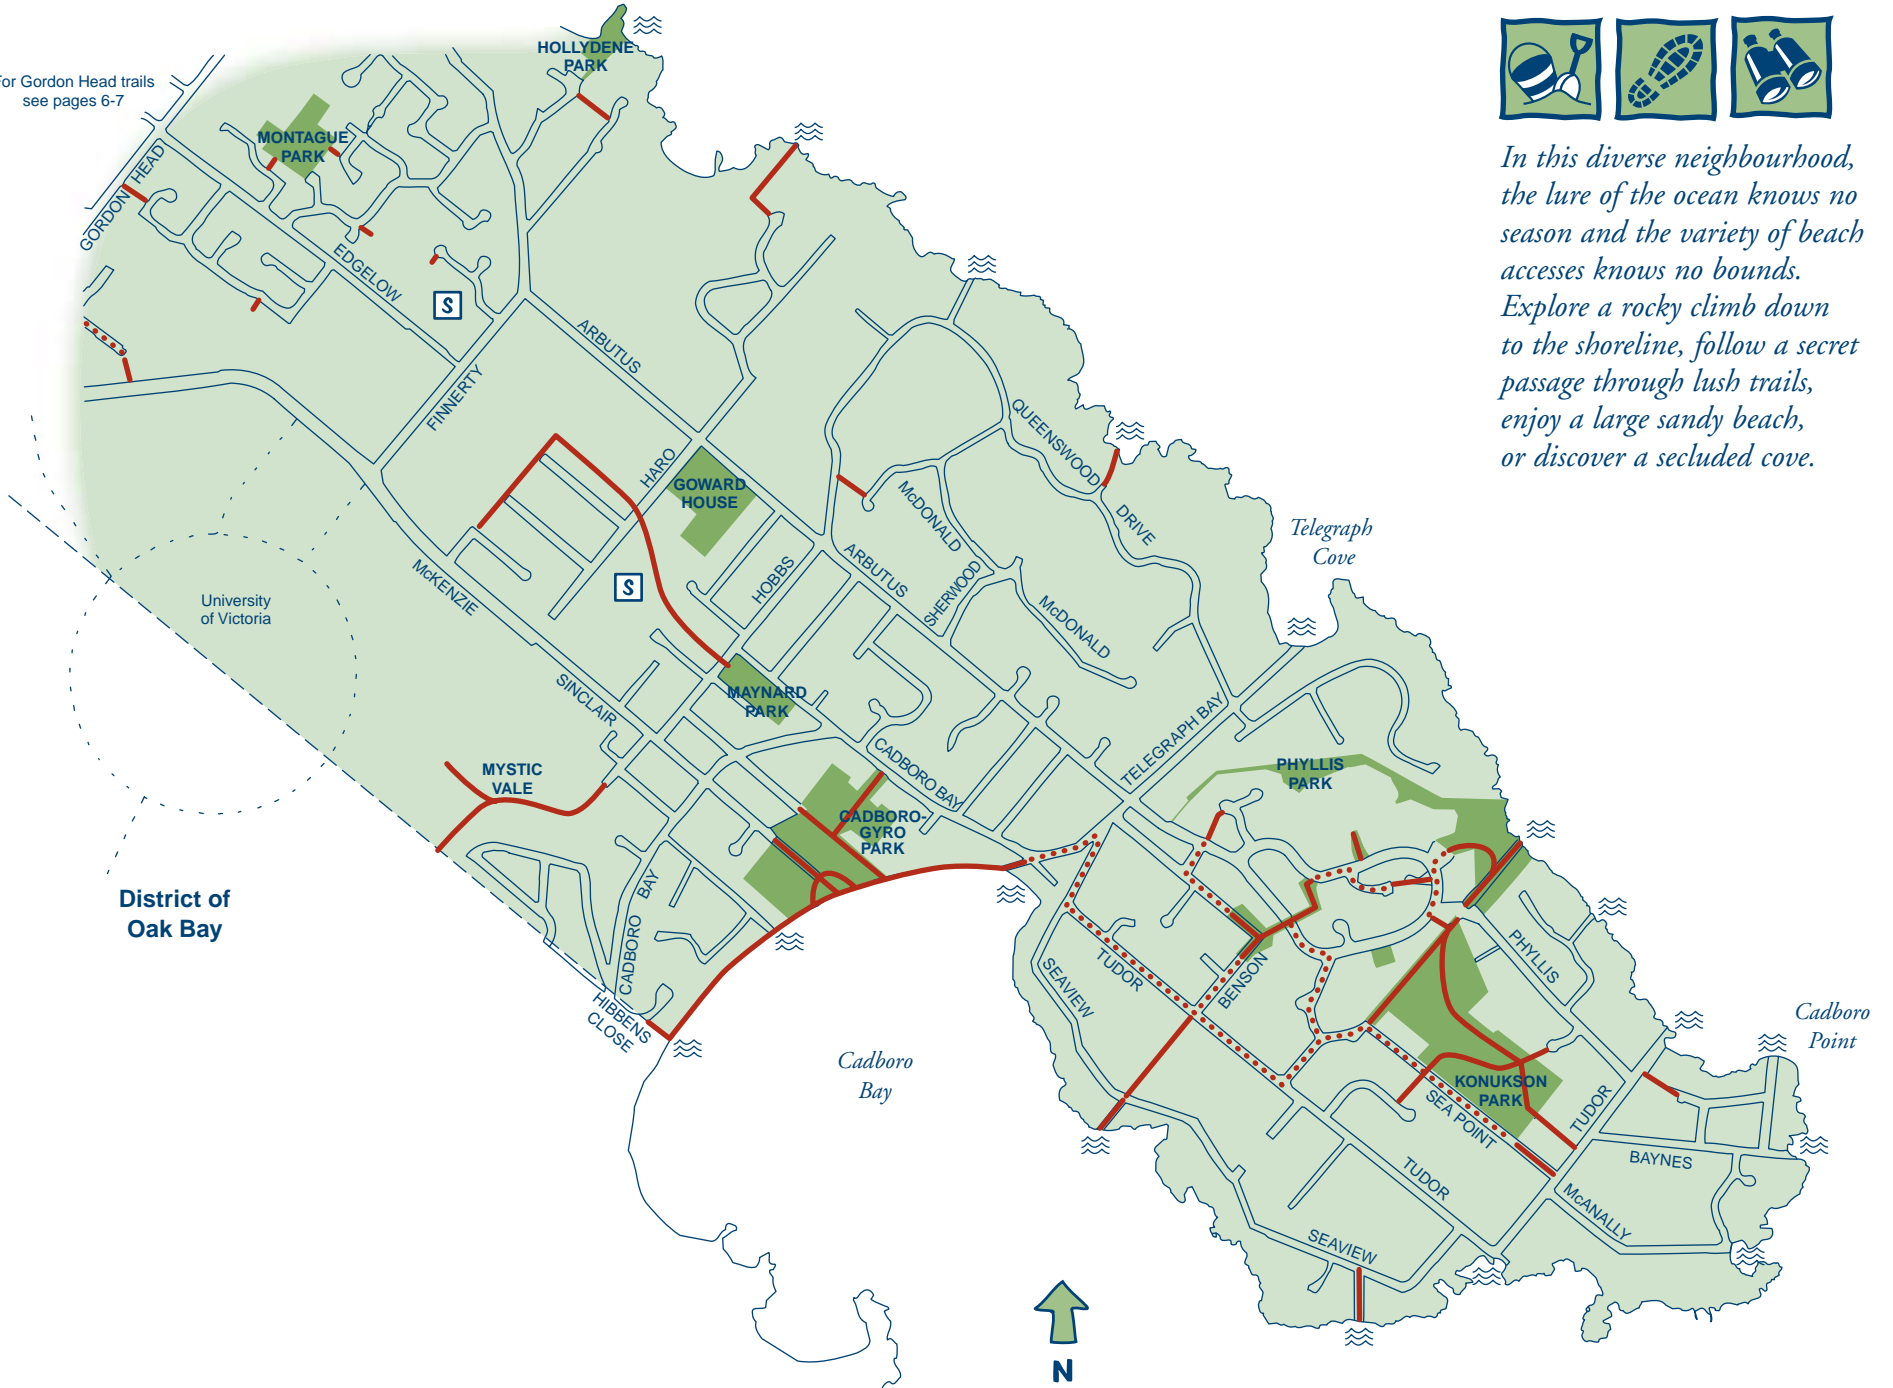 HOLLYDENE
PARK
For Gordon Head trails
see pages 6-7
MONTAGUE
PARK
GORDON HEAD
EDGELOW
S
ARBUTUS
FINNERTY
HARO
GOWARD
HOUSE
QUEENSWOOD
DRIVE
McDONALD
SHERWOOD
McDONALD
ARBUTUS
HOBBS
S
McKENZIE
University
of Victoria
SINCLAIR
MAYNARD
PARK
MYSTIC
VALE
CADBORO BAY
CADBORO-
GYRO
PARK
TELEGRAPH BAY
Telegraph
Cove
PHYLLIS
PARK
District of
Oak Bay
CADBORO BAY
HIBBENS
CLOSE
Cadboro
Bay
SEAVIEW
TUDOR
BENSON
PHYLLIS
KONUKSON
PARK
SEA POINT
TUDOR
BAYNES
TUDOR
McANALLY
SEAVIEW
Cadboro
Point
N
In this diverse neighbourhood,
the lure of the ocean knows no
season and the variety of beach
accesses knows no bounds.
Explore a rocky climb down
to the shoreline, follow a secret
passage through lush trails,
enjoy a large sandy beach,
or discover a secluded cove.